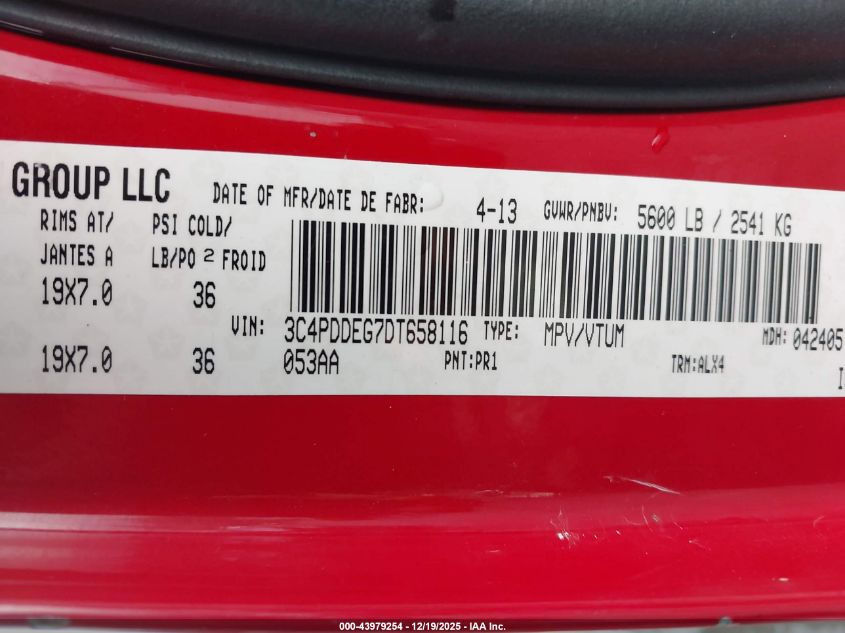 GROUP LLC DATE OF MFR/DATE DE FABR: 4-13 GVWR/PNBV: 5600 LB / 2541 KG
RIMS AT/ PSI COLD/
JANTES A LB/PO 2 FROID
19X7.0 36
VIN: 3C4PDDEG7DT658116 TYPE: MPV/VTUM MDH: 042405
19X7.0 36 053AA PNT:PR1 TRM:ALX4
000-43979254 - 12/19/2025 - IAA Inc.